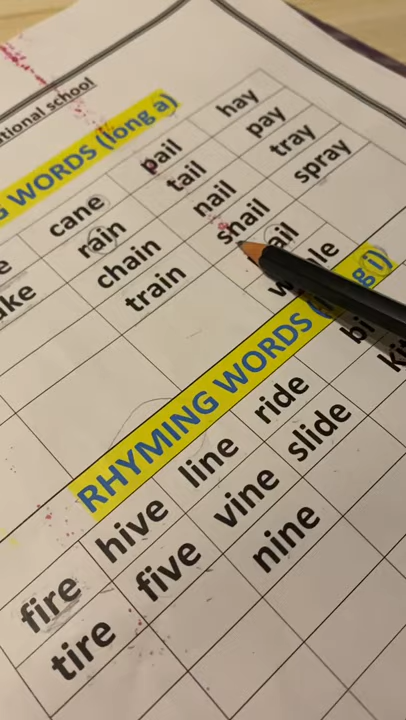 ational school
WORDS (long a)
cane pail hay
rain tail pay
chain nail tray
train snail spray
RHYMING WORDS
fire hive line ride
tire five vine slide
nine